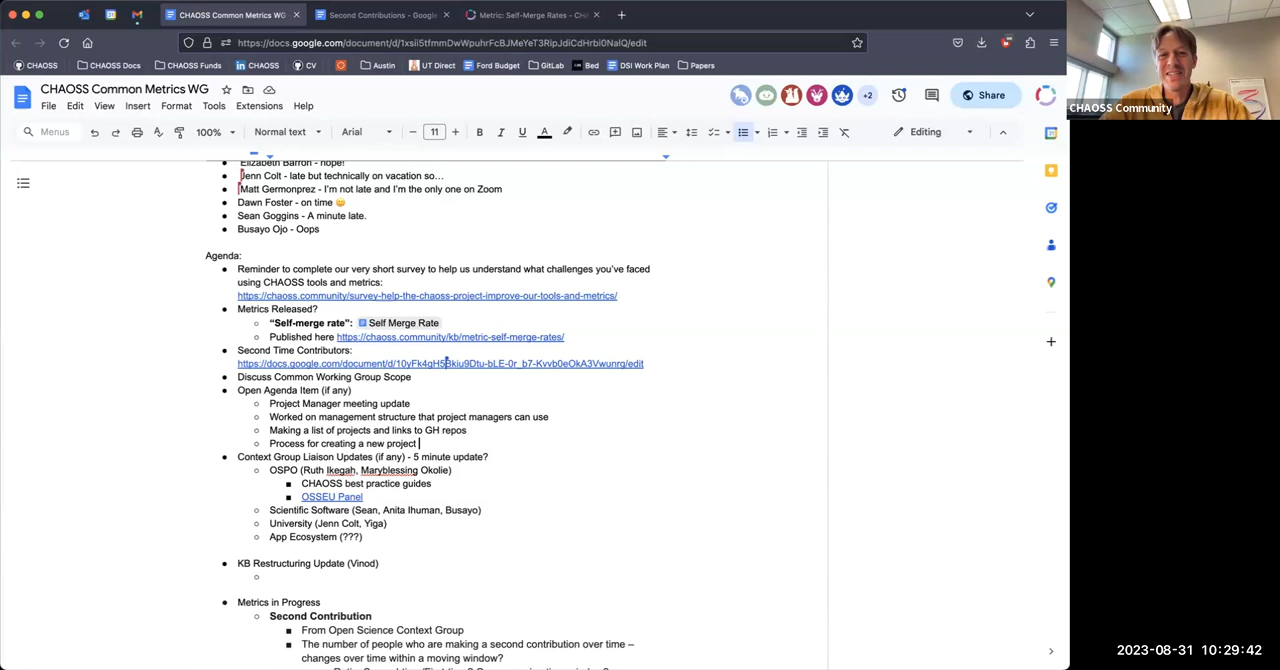 CHAOSS Common Metrics WG
Second Contributions - Google
Metric: Self-Merge Rates - CH
https://docs.google.com/document/d/1xsii5tfmmDwWpuhrFcBJMeYeT3RipJdiCdHrbi0NalQ/edit
CHAOSS
CHAOSS Docs
CHAOSS Funds
CHAOSS
CV
Austin
UT Direct
Ford Budget
GitLab
Bed
DSI Work Plan
Papers
CHAOSS Common Metrics WG
File Edit View Insert Format Tools Extensions Help
+2
Share
CHAOSS Community
Menus
100%
Normal text
Arial
11
Editing
Elizabeth Barron - nope!
Jenn Colt - late but technically on vacation so...
Matt Germonprez - I'm not late and I'm the only one on Zoom
Dawn Foster - on time 🙂
Sean Goggins - A minute late.
Busayo Ojo - Oops
Agenda:
Reminder to complete our very short survey to help us understand what challenges you've faced
using CHAOSS tools and metrics:
https://chaoss.community/survey-help-the-chaoss-project-improve-our-tools-and-metrics/
Metrics Released?
"Self-merge rate": Self Merge Rate
Published here https://chaoss.community/kb/metric-self-merge-rates/
Second Time Contributors:
https://docs.google.com/document/d/10yFk4gH5Bkiu9Dtu-bLE-0r_b7-Kvvb0eOkA3Vwunrg/edit
Discuss Common Working Group Scope
Open Agenda Item (if any)
Project Manager meeting update
Worked on management structure that project managers can use
Making a list of projects and links to GH repos
Process for creating a new project
Context Group Liaison Updates (if any) - 5 minute update?
OSPO (Ruth Ikegah, Maryblessing Okolie)
CHAOSS best practice guides
OSSEU Panel
Scientific Software (Sean, Anita Ihuman, Busayo)
University (Jenn Colt, Yiga)
App Ecosystem (???)
KB Restructuring Update (Vinod)
Metrics in Progress
Second Contribution
From Open Science Context Group
The number of people who are making a second contribution over time –
changes over time within a moving window?
2023-08-31 10:29:42